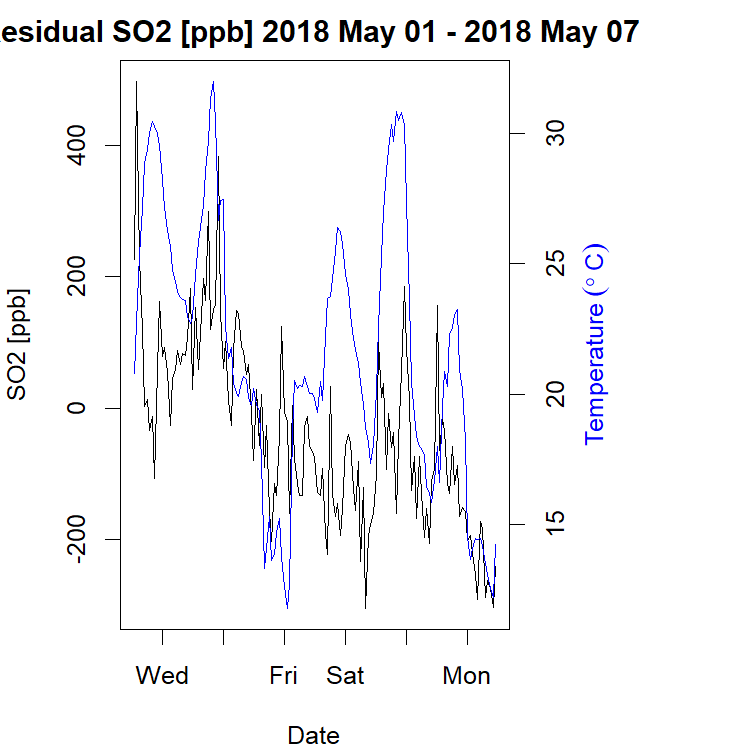 esidual SO2 [ppb] 2018 May 01 - 2018 May 07
400
200
0
-200
SO2 [ppb]
30
25
20
15
Temperature (° C)
Wed Fri Sat Mon
Date